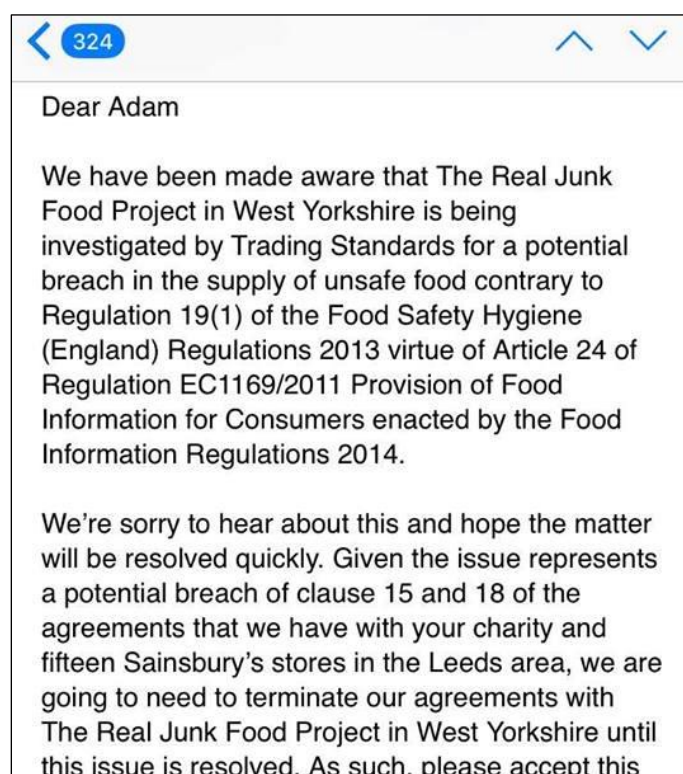 324
Dear Adam
We have been made aware that The Real Junk
Food Project in West Yorkshire is being
investigated by Trading Standards for a potential
breach in the supply of unsafe food contrary to
Regulation 19(1) of the Food Safety Hygiene
(England) Regulations 2013 virtue of Article 24 of
Regulation EC1169/2011 Provision of Food
Information for Consumers enacted by the Food
Information Regulations 2014.
We’re sorry to hear about this and hope the matter
will be resolved quickly. Given the issue represents
a potential breach of clause 15 and 18 of the
agreements that we have with your charity and
fifteen Sainsbury’s stores in the Leeds area, we are
going to need to terminate our agreements with
The Real Junk Food Project in West Yorkshire until
this issue is resolved. As such, please accept this